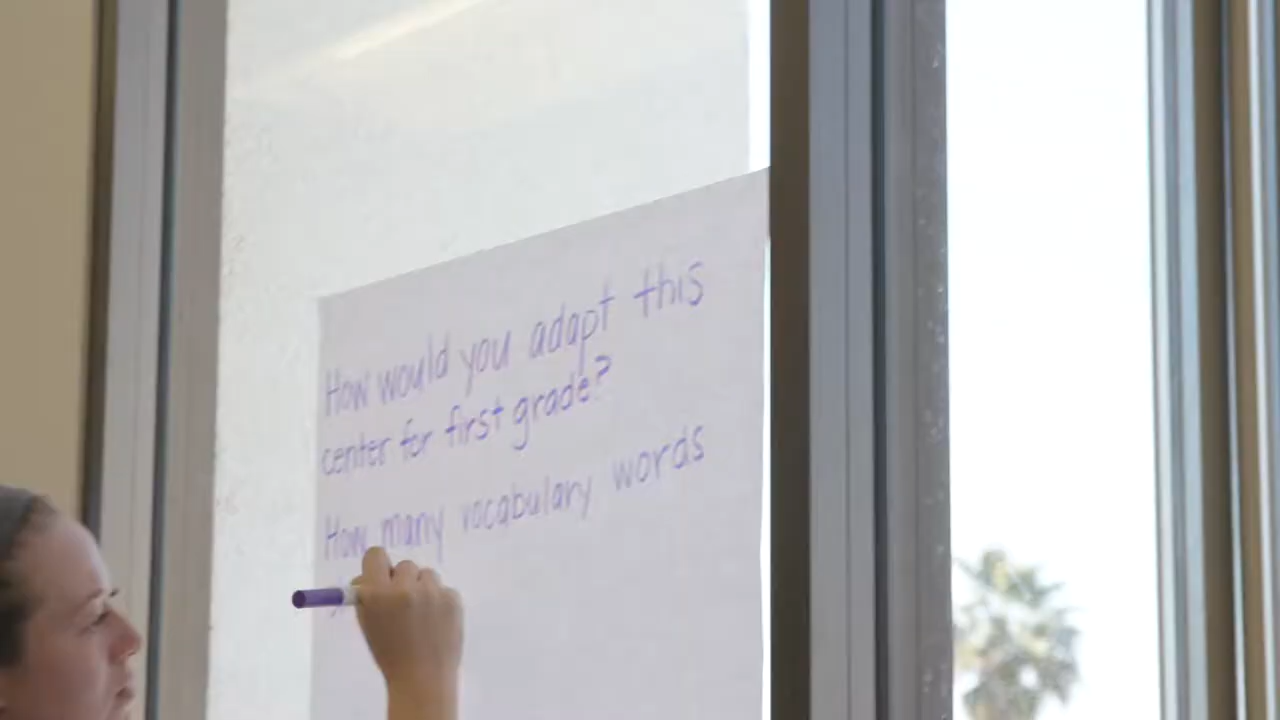 How would you adapt this
center for first grade?
How many vocabulary words